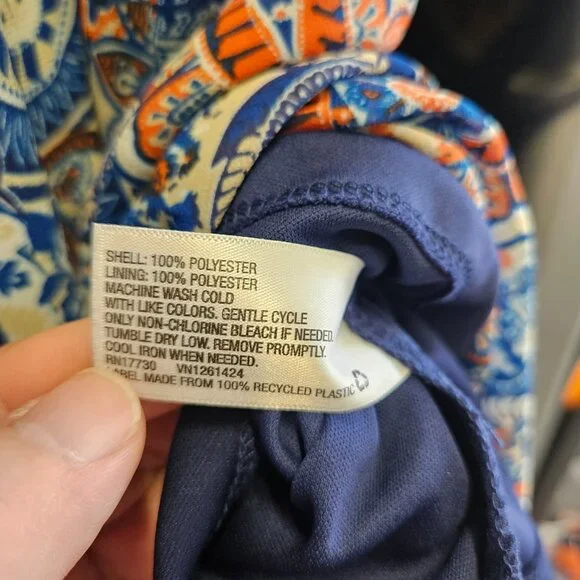 SHELL: 100% POLYESTER
LINING: 100% POLYESTER
MACHINE WASH COLD
WITH LIKE COLORS. GENTLE CYCLE
ONLY NON-CHLORINE BLEACH IF NEEDED.
TUMBLE DRY LOW. REMOVE PROMPTLY.
COOL IRON WHEN NEEDED.
RN17730 VN1261424
LABEL MADE FROM 100% RECYCLED PLASTIC